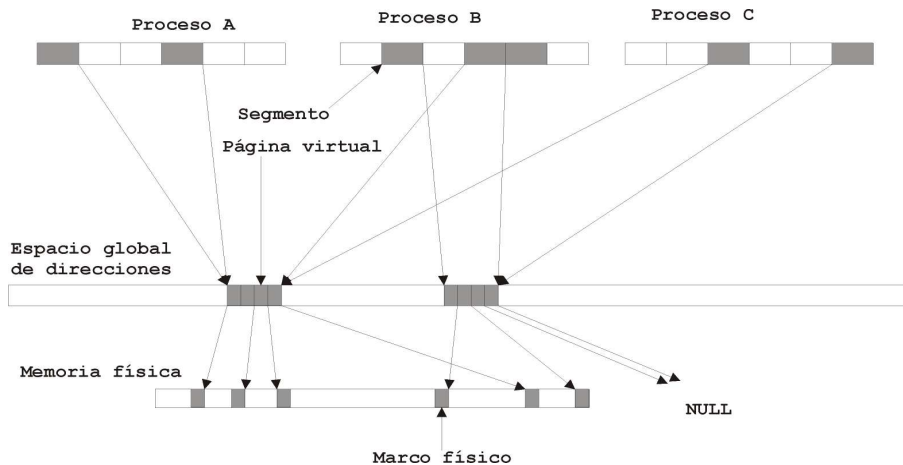 Proceso A
Proceso B
Proceso C
Segmento
Página virtual
Espacio global
de direcciones
Memoria física
NULL
Marco físico